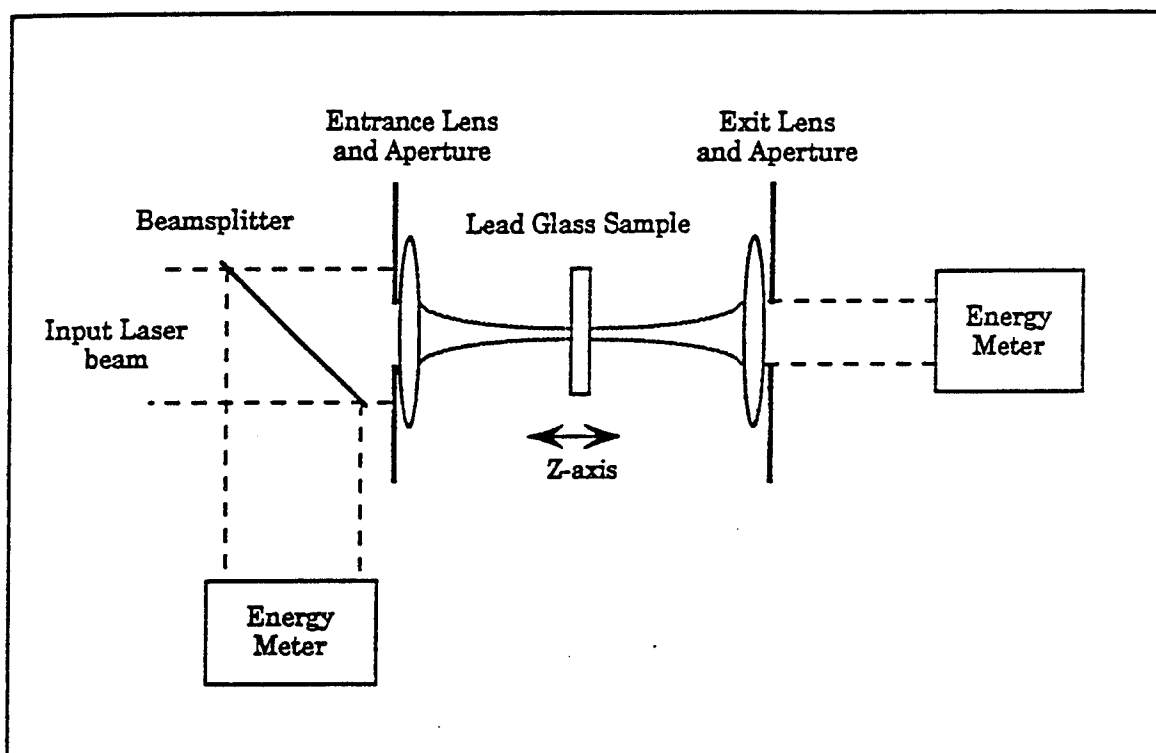 Entrance Lens
and Aperture
Exit Lens
and Aperture
Beamsplitter
Lead Glass Sample
Input Laser
beam
Energy
Meter
Z-axis
Energy
Meter